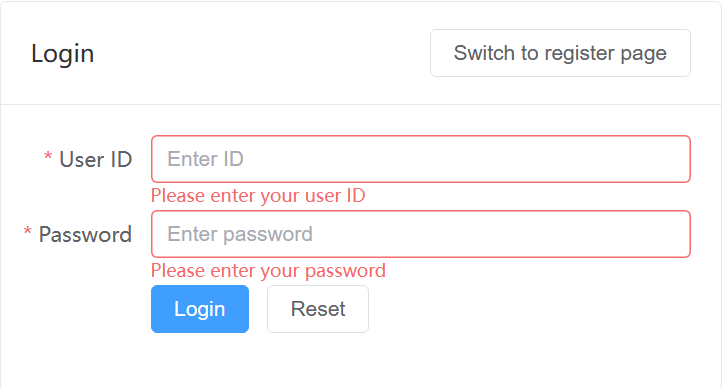 Login
Switch to register page
* User ID
Enter ID
Please enter your user ID
* Password
Enter password
Please enter your password
Login
Reset